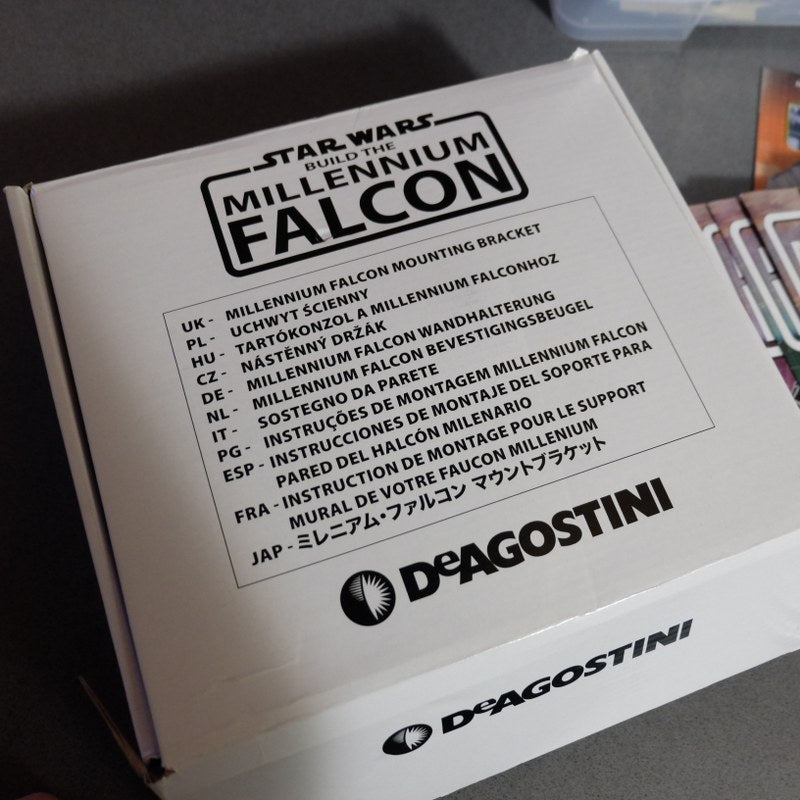 STAR WARS
BUILD THE
MILLENNIUM
FALCON
UK - MILLENNIUM FALCON MOUNTING BRACKET
PL - UCHWYT ŚCIENNY
HU - TARTÓKONZOL A MILLENNIUM FALCONHOZ
CZ - NÁSTĚNNÝ DRŽÁK
DE - MILLENNIUM FALCON WANDHALTERUNG
NL - MILLENNIUM FALCON BEVESTIGINGSBEUGEL
IT - SOSTEGNO DA PARETE
PG - INSTRUÇÕES DE MONTAGEM MILLENNIUM FALCON
ESP - INSTRUCCIONES DE MONTAJE DEL SOPORTE PARA
PARED DEL HALCÓN MILENARIO
FRA - INSTRUCTION DE MONTAGE POUR LE SUPPORT
MURAL DE VOTRE FAUCON MILLENIUM
JAP - ミレニアム・ファルコン マウントブラケット
DeAGOSTINI
DeAGOSTINI